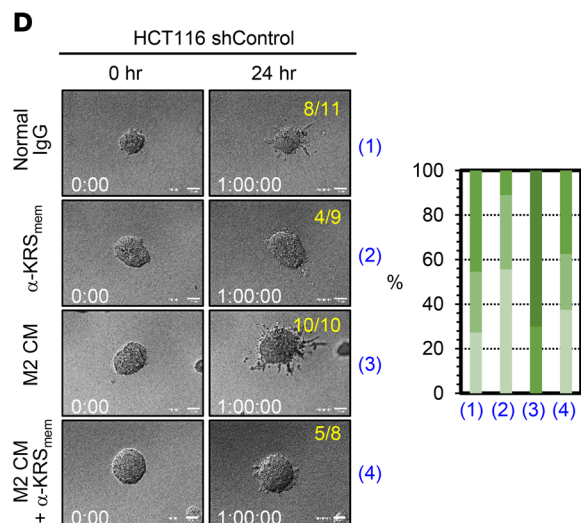 D
HCT116 shControl
0 hr 24 hr
Normal IgG
0:00
8/11
1:00:00
(1)
α-KRSmem
0:00
4/9
1:00:00
(2)
M2 CM
0:00
10/10
1:00:00
(3)
M2 CM
+ α-KRSmem
0:00
5/8
1:00:00
(4)
100
80
60
40
20
0
%
(1) (2) (3) (4)